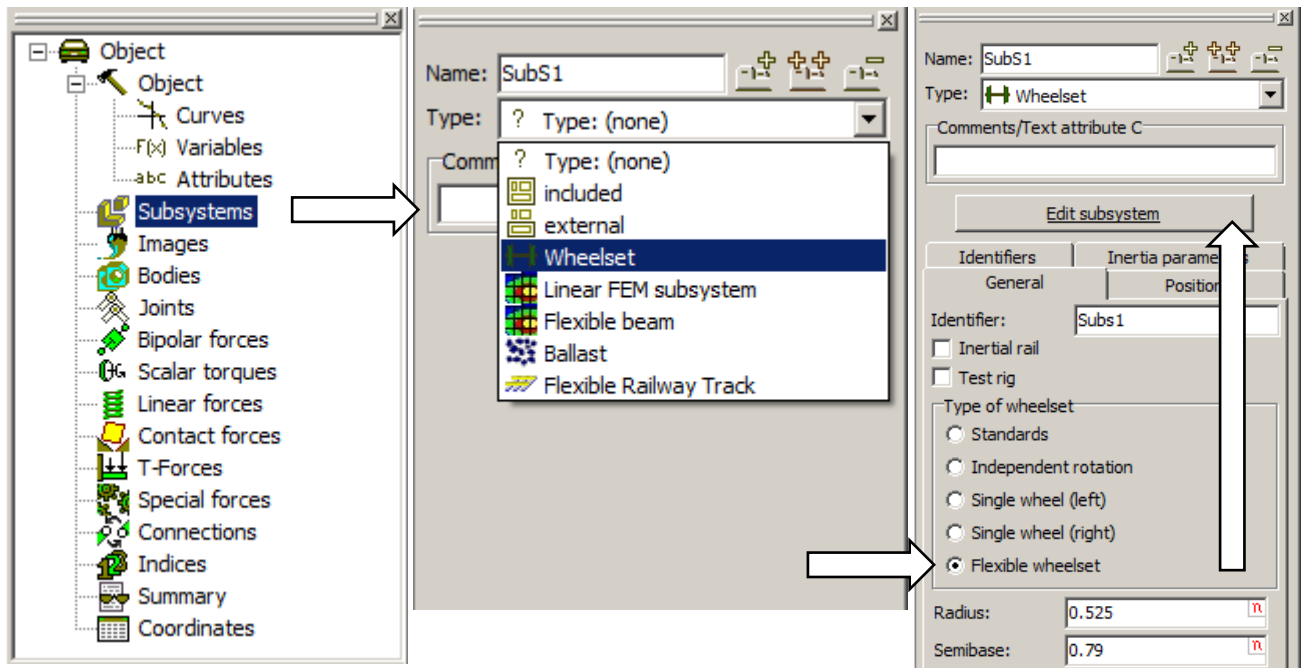 Object
Object
Curves
F(x) Variables
abc Attributes
Subsystems
Images
Bodies
Joints
Bipolar forces
Scalar torques
Linear forces
Contact forces
T-Forces
Special forces
Connections
Indices
Summary
Coordinates
Name: SubS1
Type: ? Type: (none)
Comm
? Type: (none)
included
external
Wheelset
Linear FEM subsystem
Flexible beam
Ballast
Flexible Railway Track
Name: SubS1
Type: Wheelset
Comments/Text attribute C
Edit subsystem
Identifiers Inertia parameters
General Position
Identifier: Subs1
Inertial rail
Test rig
Type of wheelset
Standards
Independent rotation
Single wheel (left)
Single wheel (right)
Flexible wheelset
Radius: 0.525 n
Semibase: 0.79 n